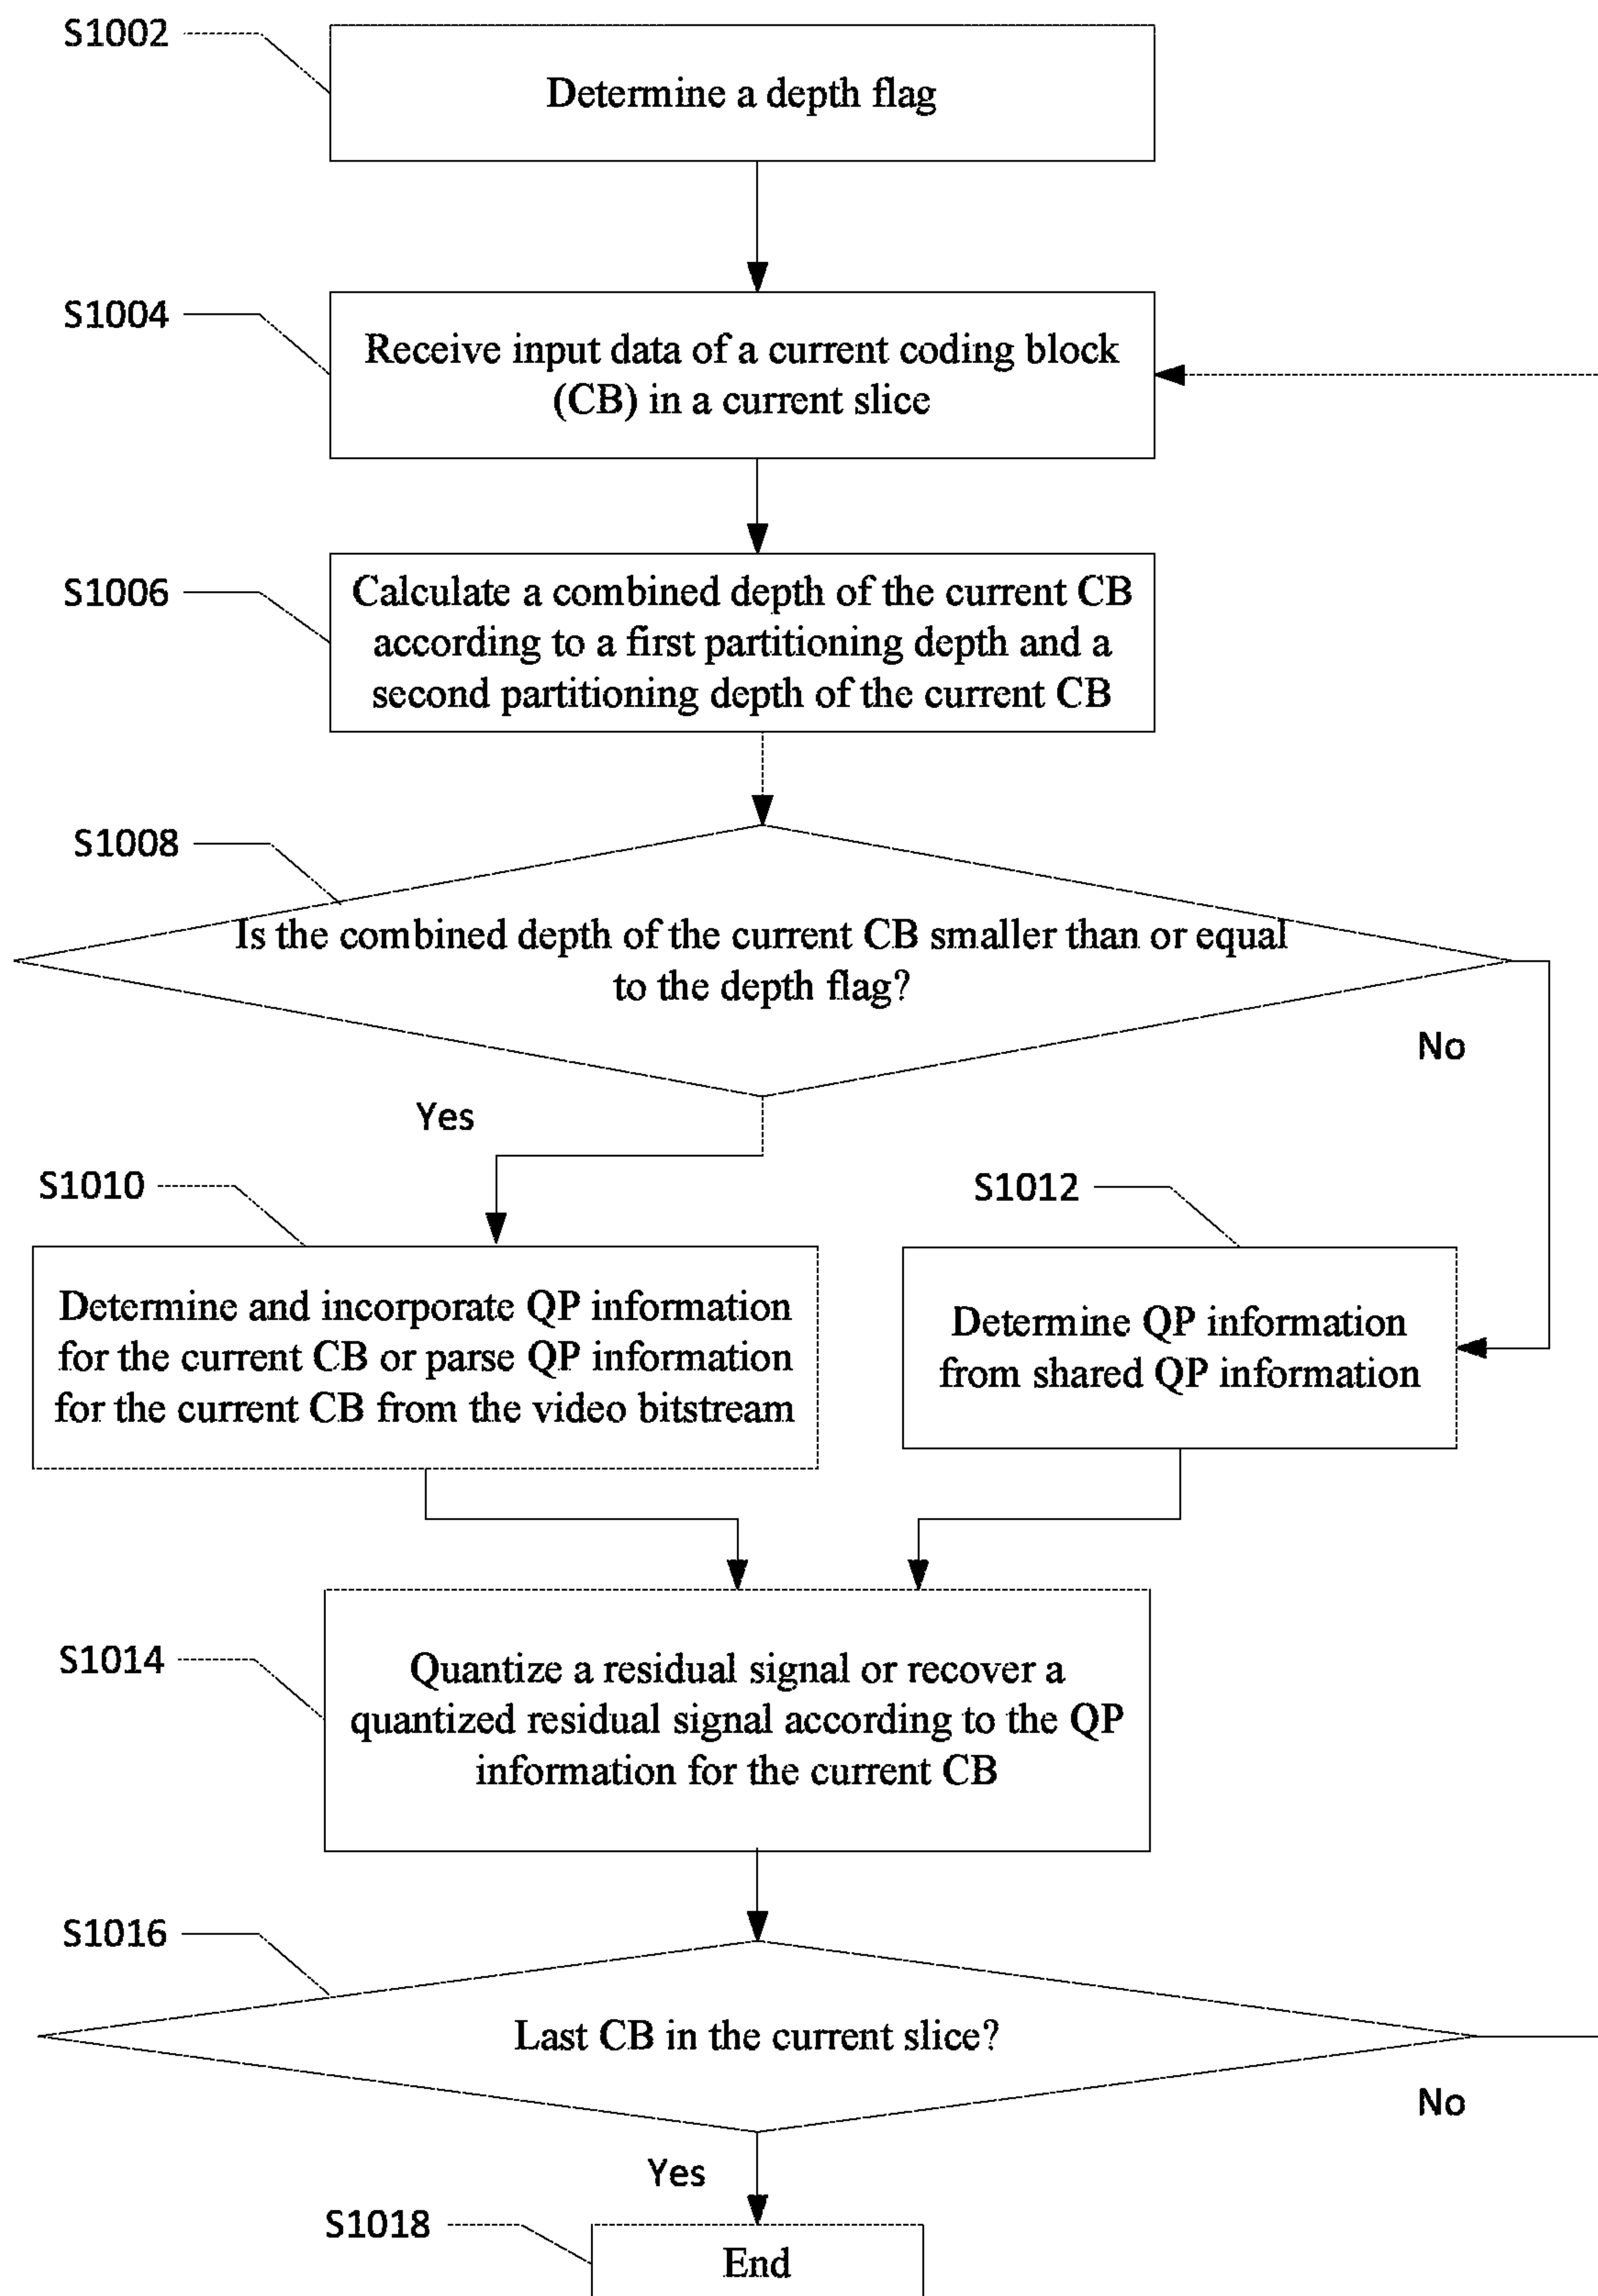 S1002
Determine a depth flag
S1004
Receive input data of a current coding block
(CB) in a current slice
S1006
Calculate a combined depth of the current CB
according to a first partitioning depth and a
second partitioning depth of the current CB
S1008
Is the combined depth of the current CB smaller than or equal
to the depth flag?
No
Yes
S1010
S1012
Determine and incorporate QP information
for the current CB or parse QP information
for the current CB from the video bitstream
Determine QP information
from shared QP information
S1014
Quantize a residual signal or recover a
quantized residual signal according to the QP
information for the current CB
S1016
Last CB in the current slice?
No
Yes
S1018
End